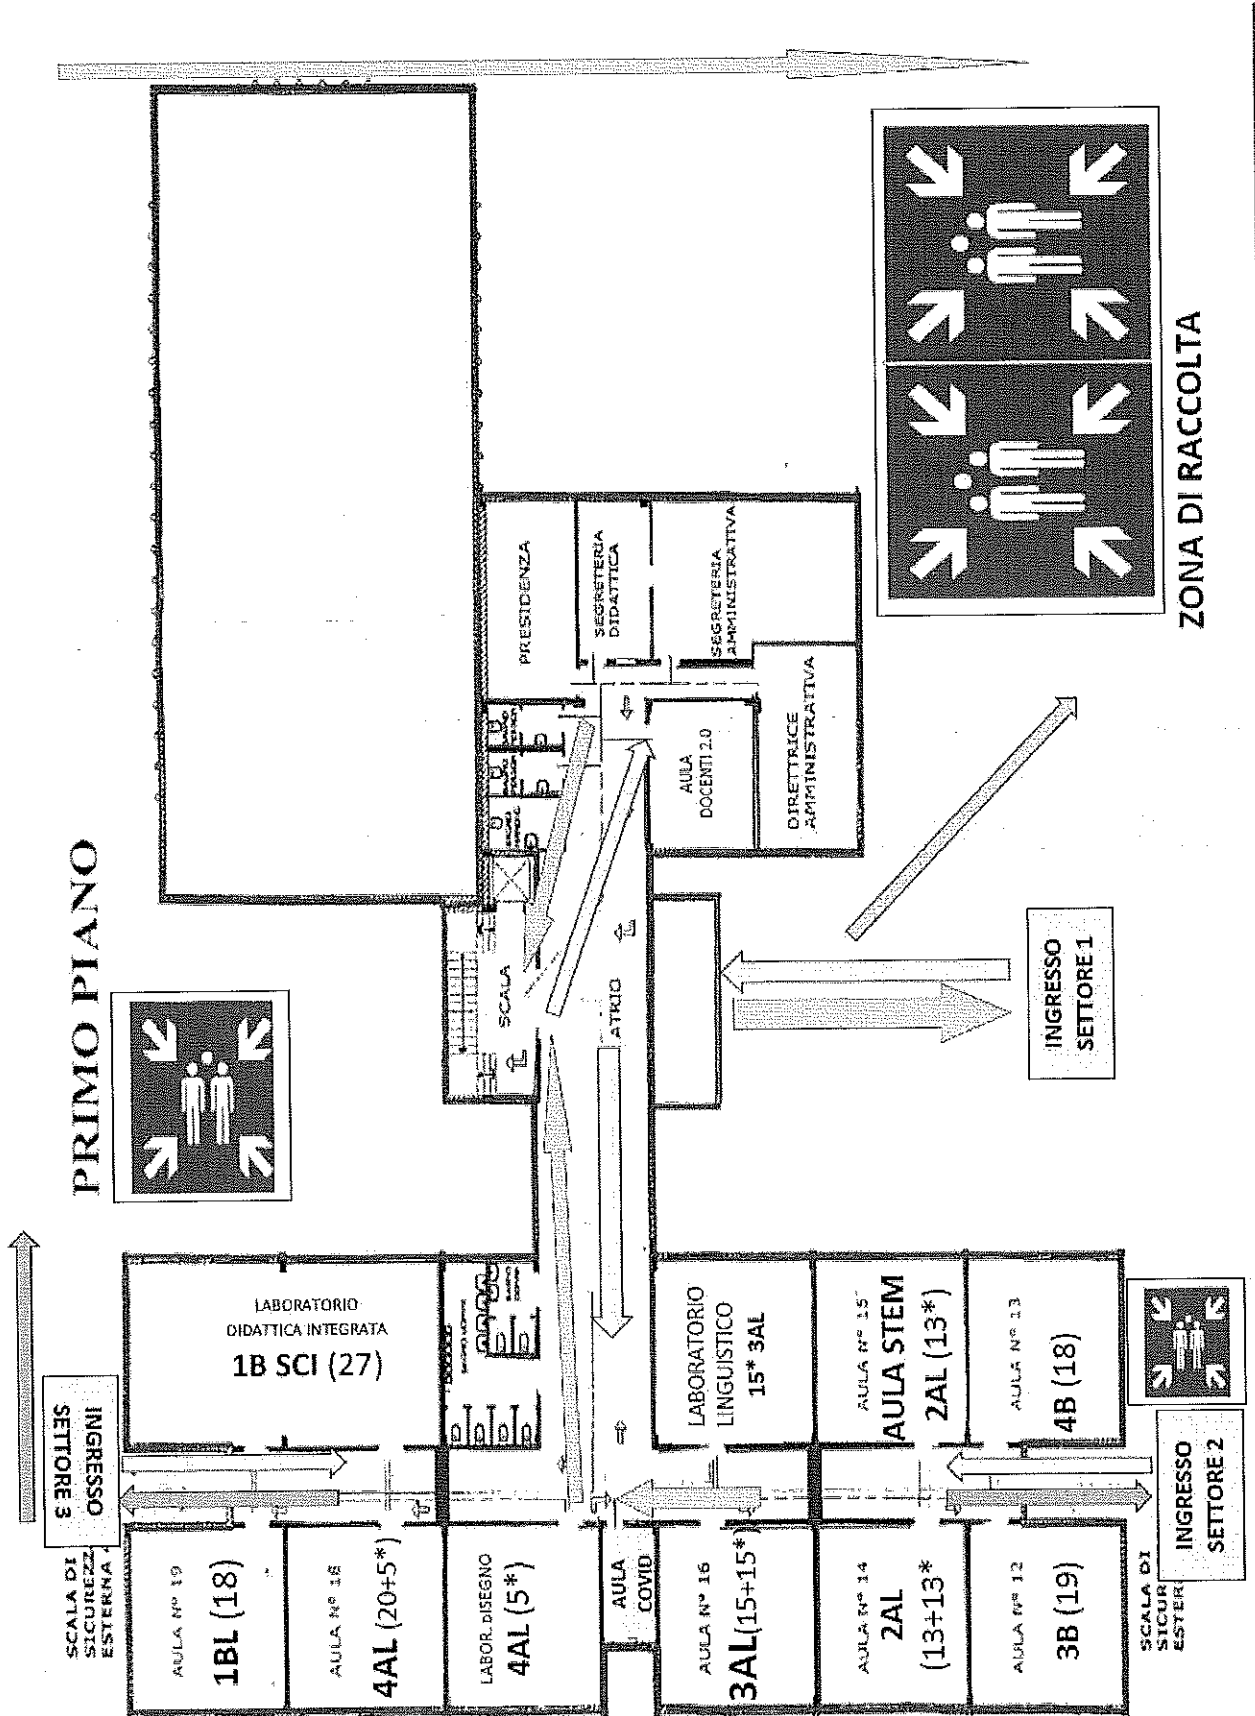 PRIMO PIANO
SCALA DI
SICUREZZ
ESTERNA
INGRESSO
SETTORE 3
LABORATORIO
DIDATTICA INTEGRATA
1B SCI (27)
AULA N° 19
1BL (18)
AULA N° 18
4AL (20+5*)
LABOR. DISEGNO
4AL (5*)
AULA
COVID
AULA N° 16
3AL(15+15*)
AULA N° 14
2AL
(13+13*
AULA N° 12
3B (19)
LABORATORIO
LINGUISTICO
15* 3AL
AULA N° 15
AULA STEM
2AL (13*)
AULA N° 13
4B (18)
SCALA DI
SICUR
ESTER
INGRESSO
SETTORE 2
SCALA
ATRIO
PRESIDENZA
SEGRETERIA
DIDATTICA
SEGRETERIA
AMMINISTRATIVA
AULA
DOCENTI 2.0
DIRETTRICE
AMMINISTRATIVA
INGRESSO
SETTORE 1
ZONA DI RACCOLTA